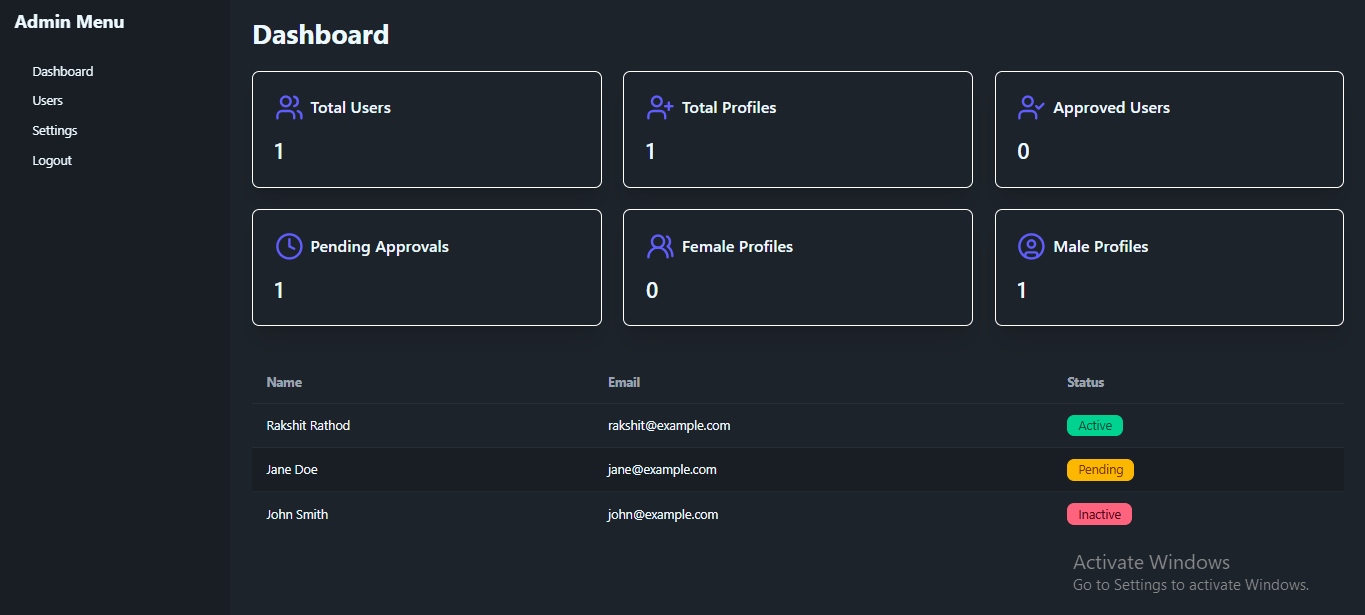 Admin Menu
Dashboard
Users
Settings
Logout
Dashboard
Total Users
1
Total Profiles
1
Approved Users
0
Pending Approvals
1
Female Profiles
0
Male Profiles
1
Name Email Status
Rakshit Rathod rakshit@example.com Active
Jane Doe jane@example.com Pending
John Smith john@example.com Inactive
Activate Windows
Go to Settings to activate Windows.